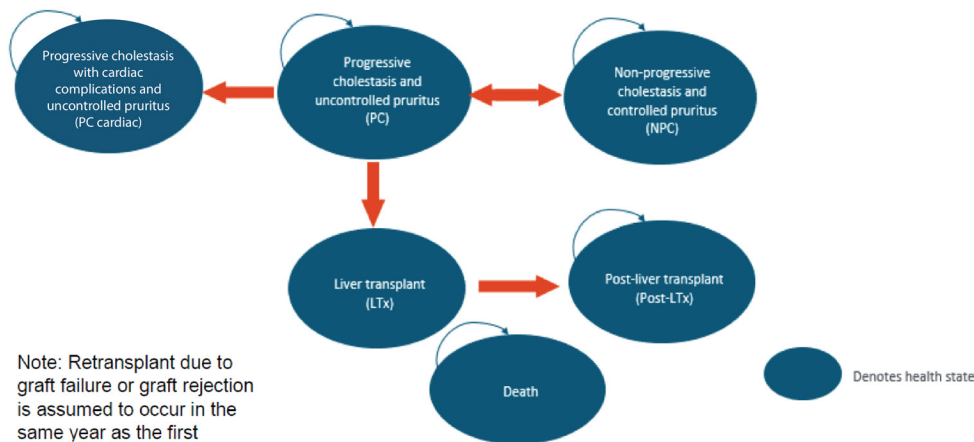 Progressive cholestasis
with cardiac
complications and
uncontrolled pruritus
(PC cardiac)
Progressive
cholestasis and
uncontrolled pruritus
(PC)
Non-progressive
cholestasis and
controlled pruritus
(NPC)
Liver transplant
(LTx)
Post-liver transplant
(Post-LTx)
Death
Note: Retransplant due to
graft failure or graft rejection
is assumed to occur in the
same year as the first
Denotes health state